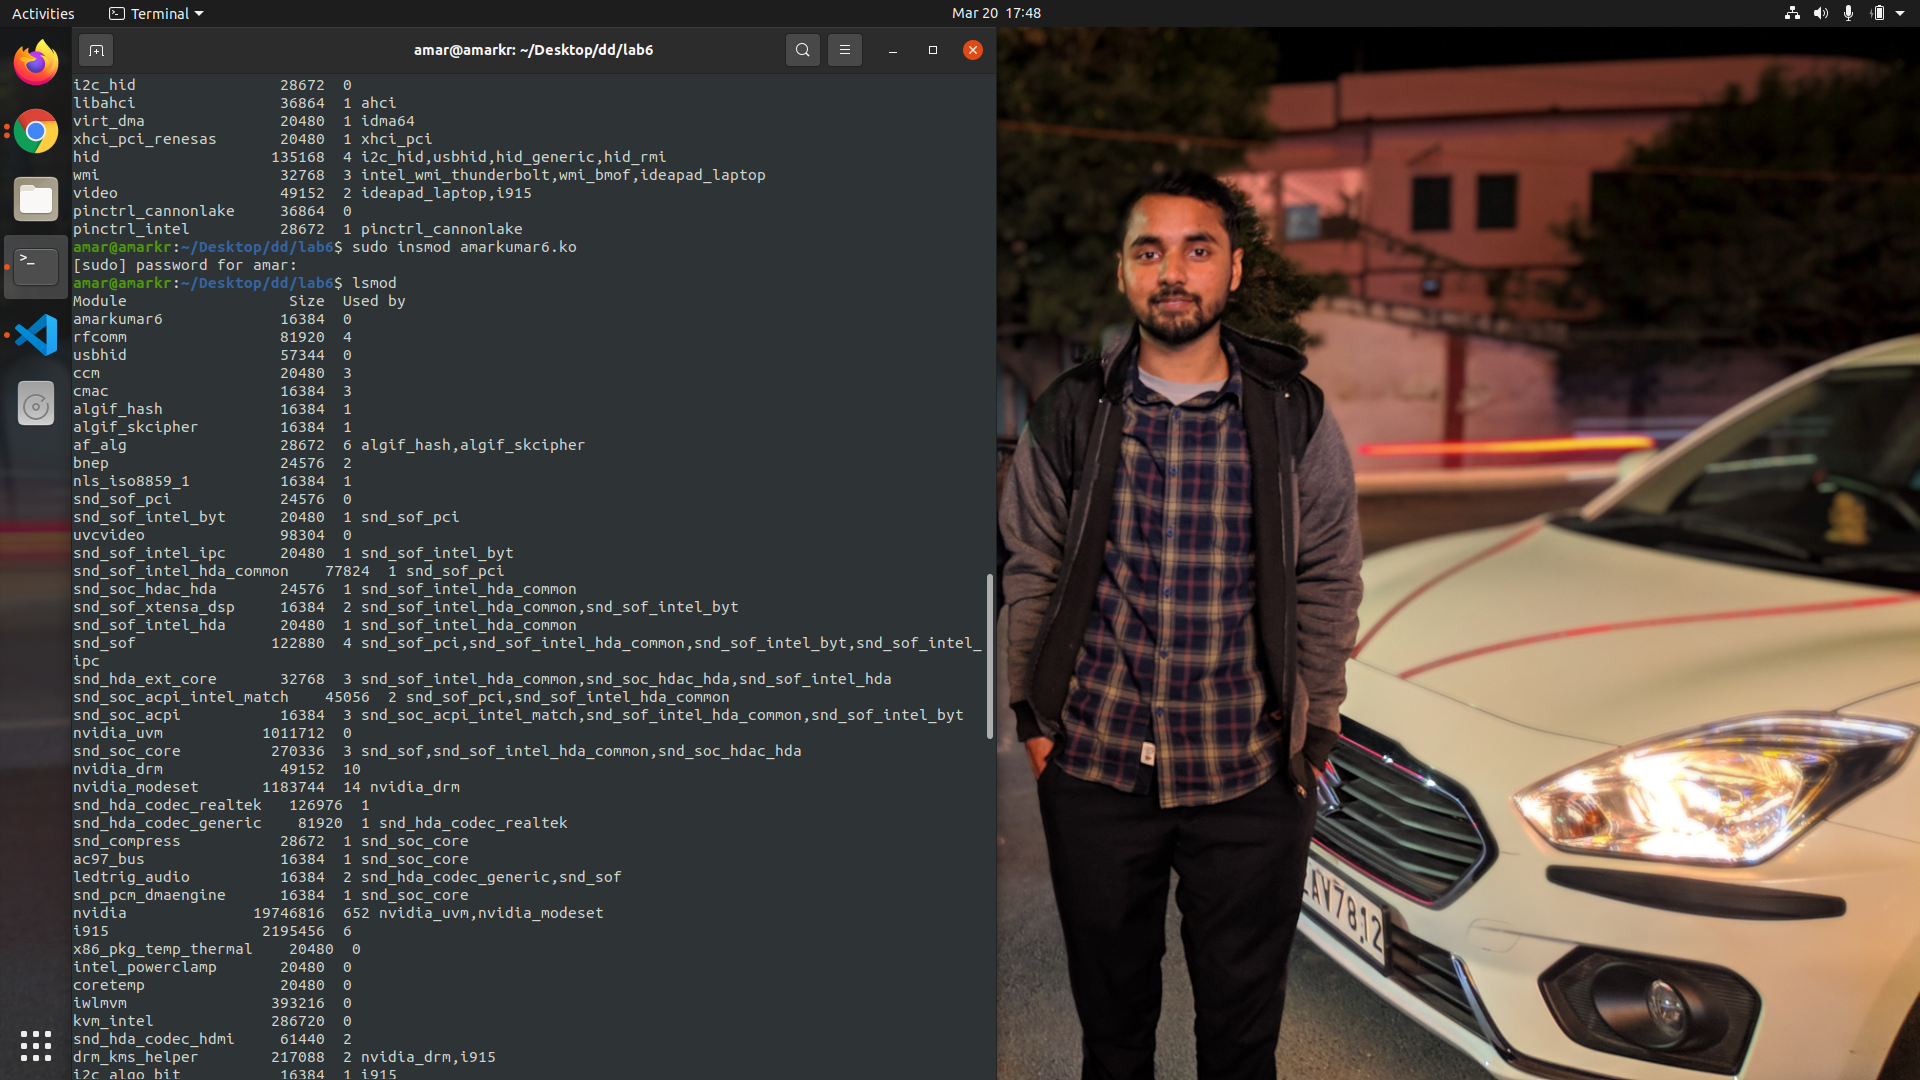 Activities
Terminal
Mar 20 17:48
amar@amarkr: ~/Desktop/dd/lab6
i2c_hid                28672  0
libahci                36864  1 ahci
virt_dma               20480  1 idma64
xhci_pci_renesas       20480  1 xhci_pci
hid                   135168  4 i2c_hid,usbhid,hid_generic,hid_rmi
wmi                    32768  3 intel_wmi_thunderbolt,wmi_bmof,ideapad_laptop
video                  49152  2 ideapad_laptop,i915
pinctrl_cannonlake     36864  0
pinctrl_intel          28672  1 pinctrl_cannonlake
amar@amarkr:~/Desktop/dd/lab6$ sudo insmod amarkumar6.ko
[sudo] password for amar:
amar@amarkr:~/Desktop/dd/lab6$ lsmod
Module                  Size  Used by
amarkumar6             16384  0
rfcomm                 81920  4
usbhid                 57344  0
ccm                    20480  3
cmac                   16384  3
algif_hash             16384  1
algif_skcipher         16384  1
af_alg                 28672  6 algif_hash,algif_skcipher
bnep                   24576  2
nls_iso8859_1          16384  1
snd_sof_pci            24576  0
snd_sof_intel_byt      20480  1 snd_sof_pci
uvcvideo               98304  0
snd_sof_intel_ipc      20480  1 snd_sof_intel_byt
snd_sof_intel_hda_common    77824  1 snd_sof_pci
snd_soc_hdac_hda       24576  1 snd_sof_intel_hda_common
snd_sof_xtensa_dsp     16384  2 snd_sof_intel_hda_common,snd_sof_intel_byt
snd_sof_intel_hda      20480  1 snd_sof_intel_hda_common
snd_sof               122880  4 snd_sof_pci,snd_sof_intel_hda_common,snd_sof_intel_byt,snd_sof_intel_
ipc
snd_hda_ext_core       32768  3 snd_sof_intel_hda_common,snd_soc_hdac_hda,snd_sof_intel_hda
snd_soc_acpi_intel_match    45056  2 snd_sof_pci,snd_sof_intel_hda_common
snd_soc_acpi           16384  3 snd_soc_acpi_intel_match,snd_sof_intel_hda_common,snd_sof_intel_byt
nvidia_uvm           1011712  0
snd_soc_core          270336  3 snd_sof,snd_sof_intel_hda_common,snd_soc_hdac_hda
nvidia_drm             49152  10
nvidia_modeset       1183744  14 nvidia_drm
snd_hda_codec_realtek   126976  1
snd_hda_codec_generic    81920  1 snd_hda_codec_realtek
snd_compress           28672  1 snd_soc_core
ac97_bus               16384  1 snd_soc_core
ledtrig_audio          16384  2 snd_hda_codec_generic,snd_sof
snd_pcm_dmaengine      16384  1 snd_soc_core
nvidia              19746816  652 nvidia_uvm,nvidia_modeset
i915                 2195456  6
x86_pkg_temp_thermal    20480  0
intel_powerclamp       20480  0
coretemp               20480  0
iwlmvm                393216  0
kvm_intel             286720  0
snd_hda_codec_hdmi     61440  2
drm_kms_helper        217088  2 nvidia_drm,i915
i2c_algo_bit           16384  1 i915
AV7812